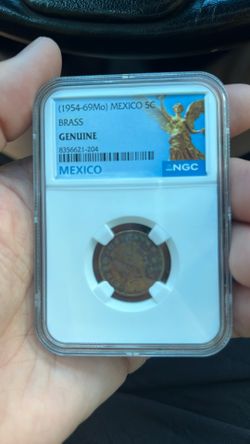 (1954-69Mo) MEXICO 5C
BRASS
GENUINE
8356621-204
MEXICO
NGC